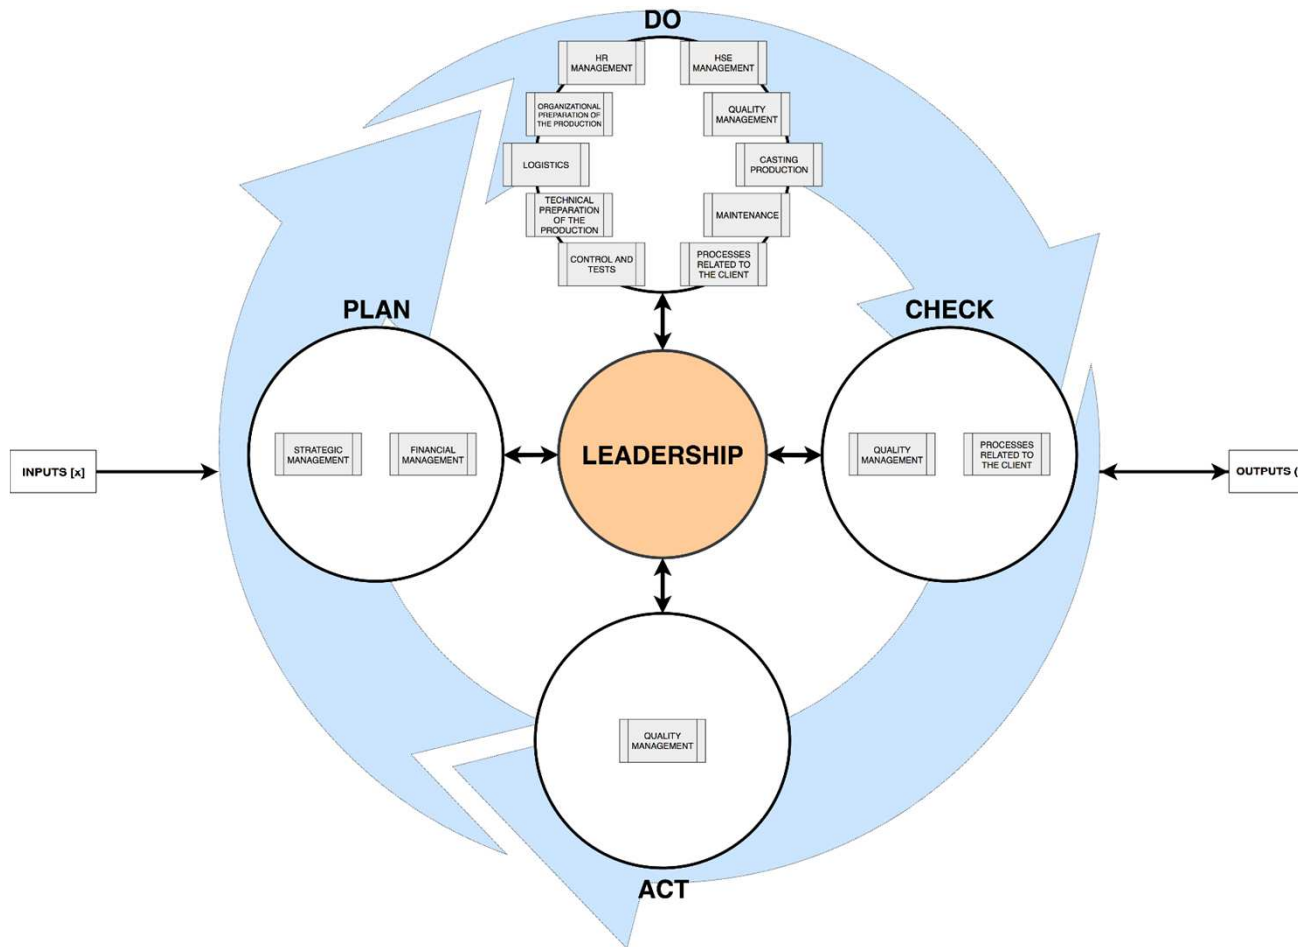 DO
HR
MANAGEMENT
HSE
MANAGEMENT
ORGANIZATIONAL
PREPARATION OF
THE PRODUCTION
QUALITY
MANAGEMENT
LOGISTICS
CASTING
PRODUCTION
TECHNICAL
PREPARATION
OF THE
PRODUCTION
MAINTENANCE
CONTROL AND
TESTS
PROCESSES
RELATED TO
THE CLIENT
PLAN
CHECK
INPUTS [x]
STRATEGIC
MANAGEMENT
FINANCIAL
MANAGEMENT
LEADERSHIP
QUALITY
MANAGEMENT
PROCESSES
RELATED TO
THE CLIENT
OUTPUTS (
QUALITY
MANAGEMENT
ACT